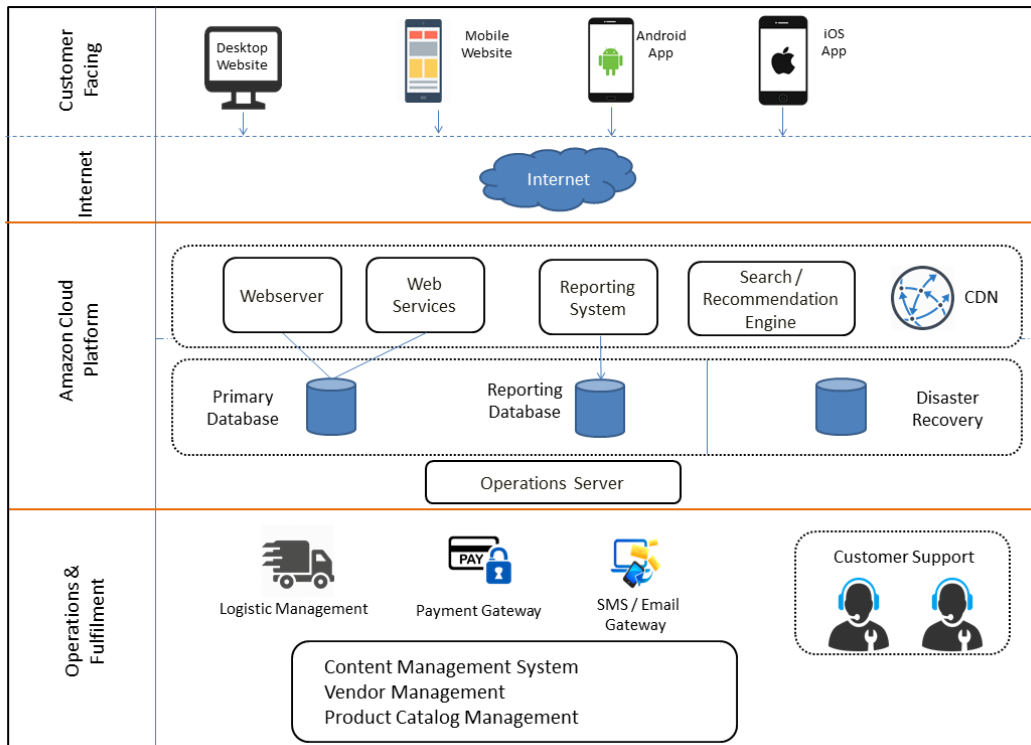 Customer
Facing
Desktop
Website
Mobile
Website
Android
App
iOS
App
Internet
Internet
Amazon Cloud
Platform
Webserver
Web
Services
Reporting
System
Search /
Recommendation
Engine
CDN
Primary
Database
Reporting
Database
Disaster
Recovery
Operations Server
Operations &
Fulfilment
Logistic Management
PAY
Payment Gateway
SMS / Email
Gateway
Customer Support
Content Management System
Vendor Management
Product Catalog Management